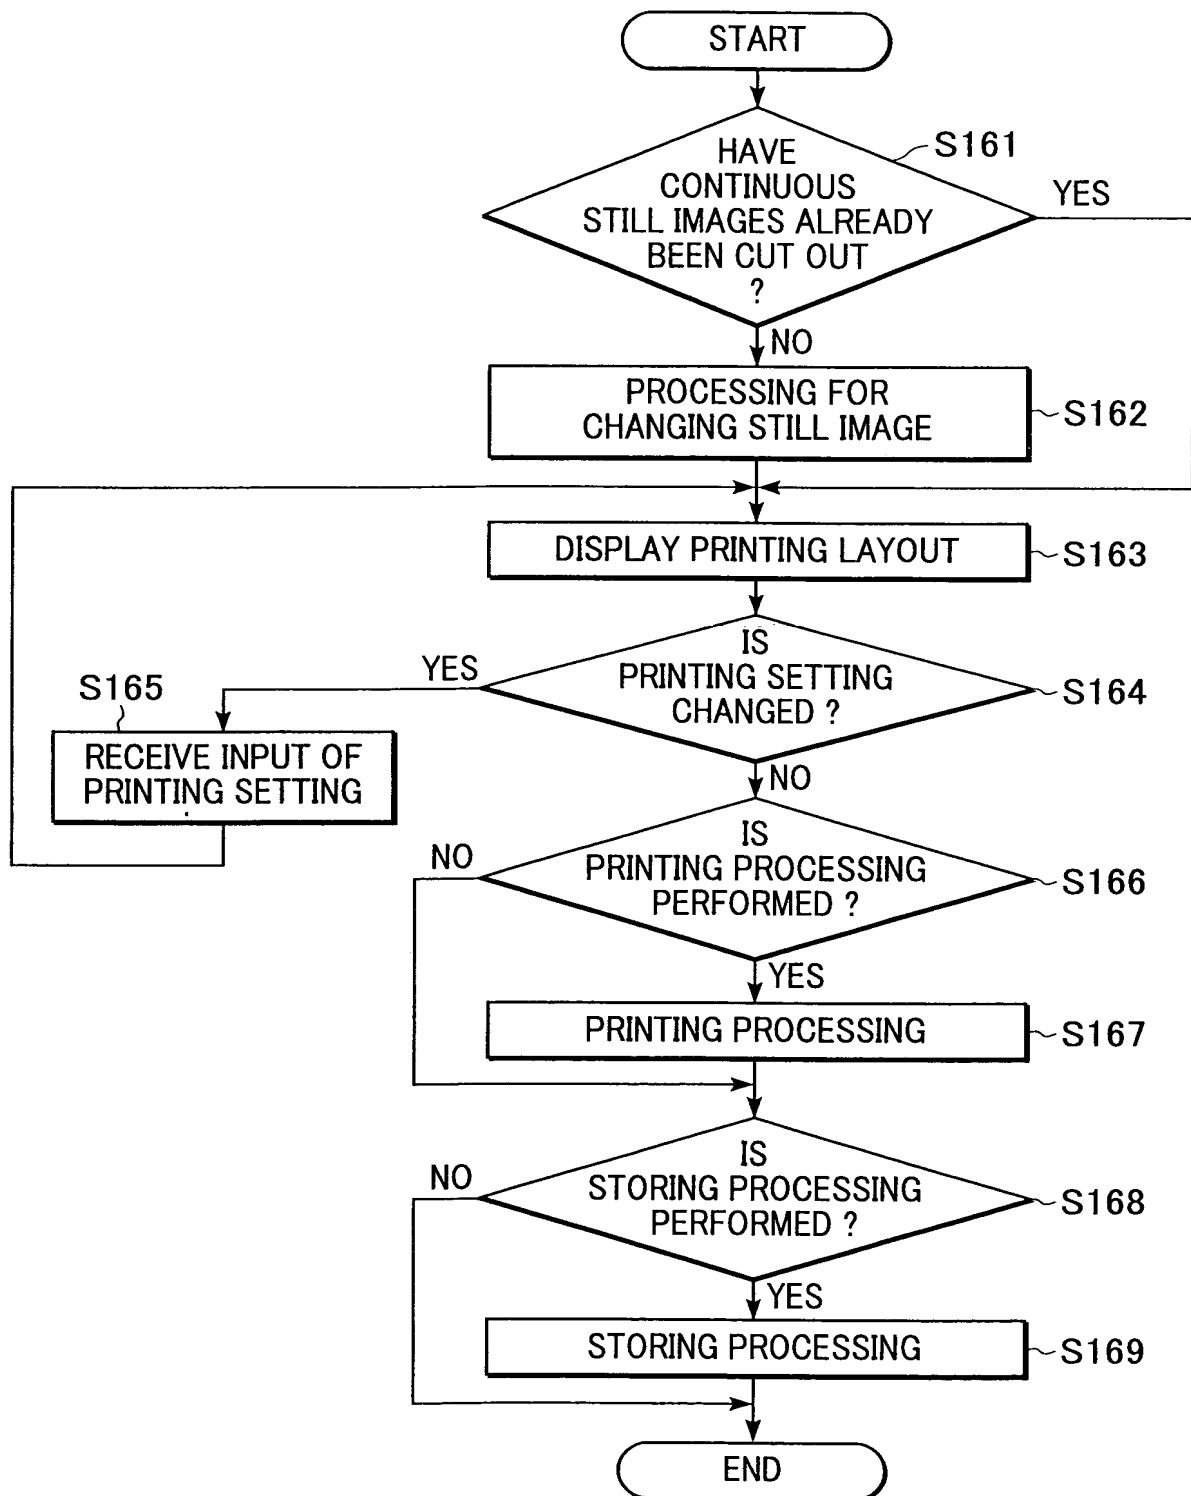 START
HAVE
CONTINUOUS
STILL IMAGES ALREADY
BEEN CUT OUT
?
S161
YES
NO
PROCESSING FOR
CHANGING STILL IMAGE
S162
DISPLAY PRINTING LAYOUT
S163
IS
PRINTING SETTING
CHANGED ?
S164
YES
S165
RECEIVE INPUT OF
PRINTING SETTING
NO
IS
PRINTING PROCESSING
PERFORMED ?
S166
NO
YES
PRINTING PROCESSING
S167
IS
STORING PROCESSING
PERFORMED ?
S168
NO
YES
STORING PROCESSING
S169
END